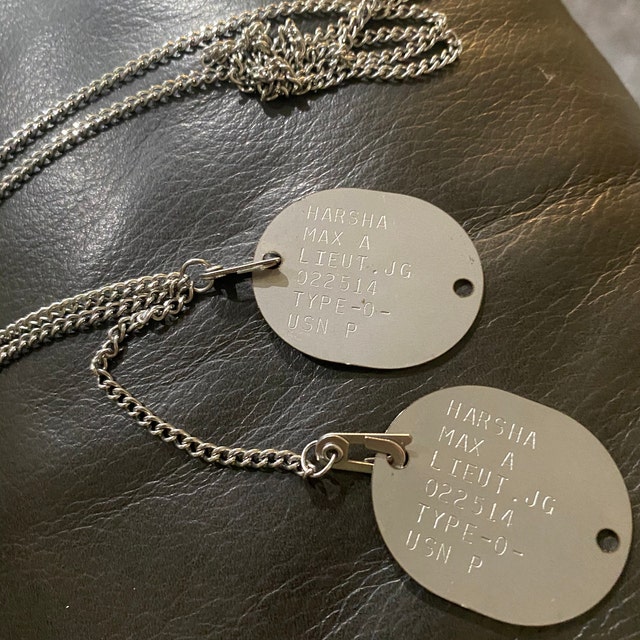 HARSHA
MAX A
LIEUT.JG
022514
TYPE-O-
USN P
HARSHA
MAX A
LIEUT.JG
022514
TYPE-O-
USN P